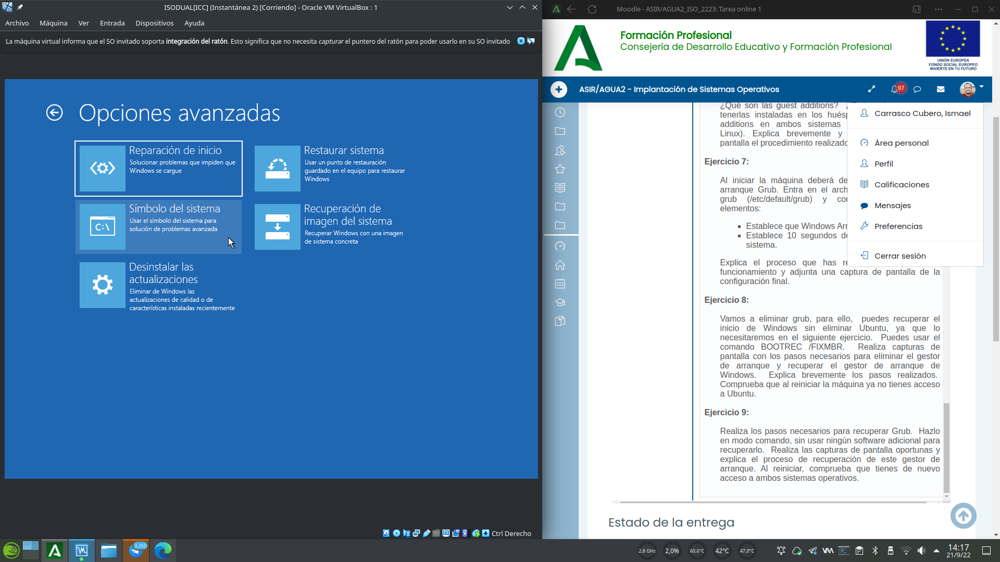 ISODUAL[ICC] (Instantánea 2) [Corriendo] - Oracle VM VirtualBox : 1
Archivo Máquina Ver Entrada Dispositivos Ayuda
La máquina virtual informa que el SO invitado soporta integración del ratón. Esto significa que no necesita capturar el puntero del ratón para poder usarlo en su SO invitado
Opciones avanzadas
Reparación de inicio
Solucionar problemas que impiden que
Windows se cargue
Restaurar sistema
Usar un punto de restauración
guardado en el equipo para restaurar
Windows
Símbolo del sistema
Usar el símbolo del sistema para
solución de problemas avanzada
C:\
Recuperación de
imagen del sistema
Recuperar Windows con una imagen
de sistema concreta
Desinstalar las
actualizaciones
Eliminar de Windows las
actualizaciones de calidad o de
características instaladas recientemente
Ctrl Derecho
Moodle - ASIR/AGUA2_ISO_2223: Tarea online 1
Formación Profesional
Consejería de Desarrollo Educativo y Formación Profesional
UNIÓN EUROPEA
FONDO SOCIAL EUROPEO
INVIERTE EN TU FUTURO
ASIR/AGUA2 - Implantación de Sistemas Operativos
97
¿Qué son las guest additions?
tenerlas instaladas en los huésp
additions en ambos sistemas
Linux). Explica brevemente y
pantalla el procedimiento realizado
Ejercicio 7:
Al iniciar la máquina deberá de
arranque Grub. Entra en el arch
grub (/etc/default/grub) y con
elementos:
Establece que Windows Arr
Establece 10 segundos de
sistema.
Explica el proceso que has re
funcionamiento y adjunta una captura de pantalla de la
configuración final.
Carrasco Cubero, Ismael
Área personal
Perfil
Calificaciones
Mensajes
Preferencias
Cerrar sesión
Ejercicio 8:
Vamos a eliminar grub, para ello, puedes recuperar el
inicio de Windows sin eliminar Ubuntu, ya que lo
necesitaremos en el siguiente ejercicio. Puedes usar el
comando BOOTREC /FIXMBR. Realiza capturas de
pantalla con los pasos necesarios para eliminar el gestor
de arranque y recuperar el gestor de arranque de
Windows. Explica brevemente los pasos realizados.
Comprueba que al reiniciar la máquina ya no tienes acceso
a Ubuntu.
Ejercicio 9:
Realiza los pasos necesarios para recuperar Grub. Hazlo
en modo comando, sin usar ningún software adicional para
recuperarlo. Realiza las capturas de pantalla oportunas y
explica el proceso de recuperación de este gestor de
arranque. Al reiniciar, comprueba que tienes de nuevo
acceso a ambos sistemas operativos.
Estado de la entrega
3.250
2,8 GHz 2,0% 60,6°C 42°C 47,0°C
14:17
21/9/22